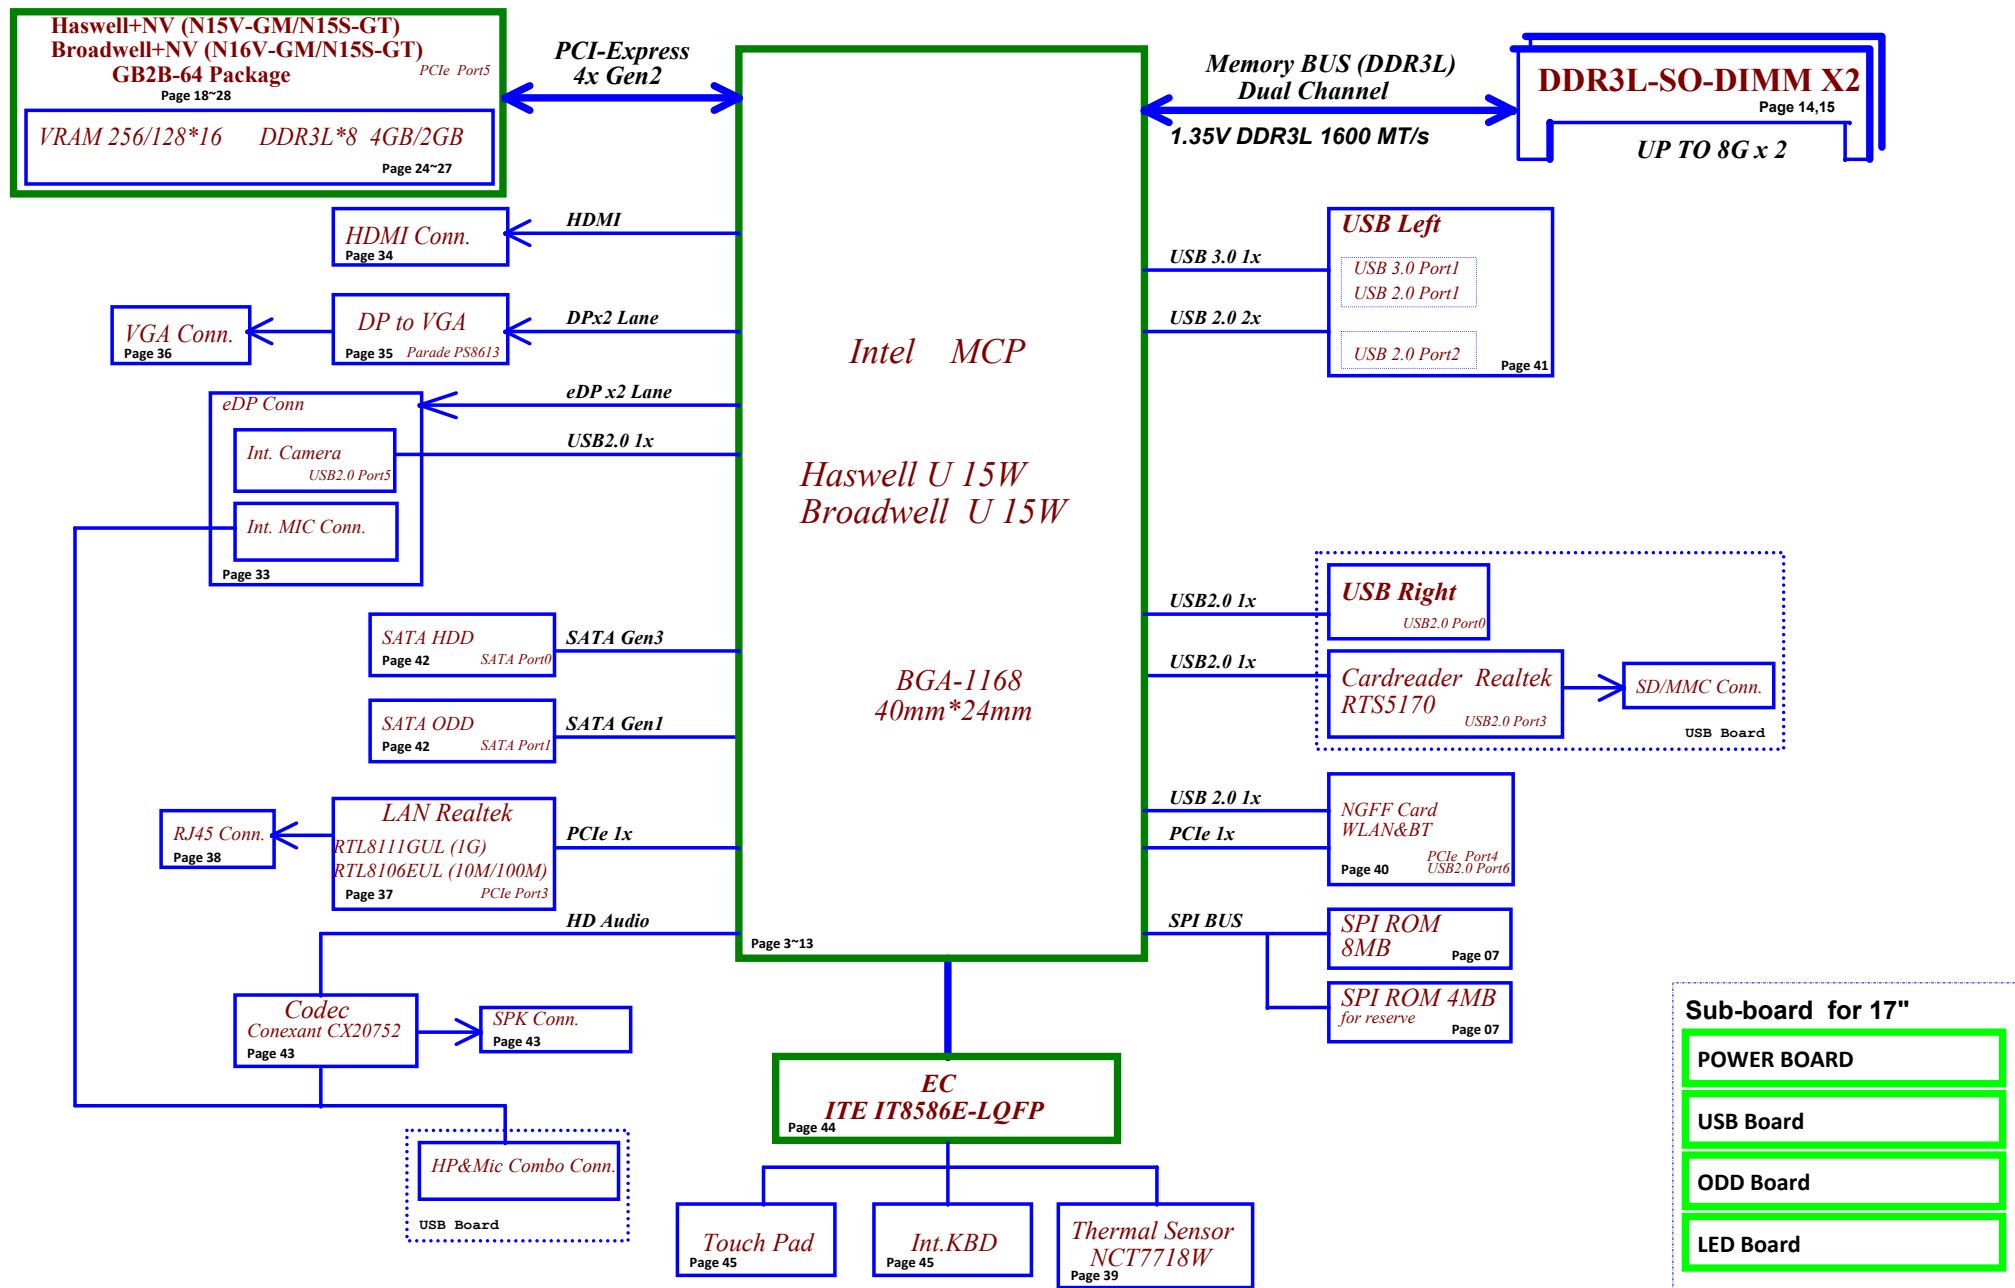 Haswell+NV (N15V-GM/N15S-GT)
Broadwell+NV (N16V-GM/N15S-GT)
GB2B-64 Package
PCIe Port5
Page 18~28
VRAM 256/128*16 DDR3L*8 4GB/2GB
Page 24~27
PCI-Express
4x Gen2
Memory BUS (DDR3L)
Dual Channel
1.35V DDR3L 1600 MT/s
DDR3L-SO-DIMM X2
Page 14,15
UP TO 8G x 2
HDMI Conn.
Page 34
HDMI
VGA Conn.
Page 36
DP to VGA
Page 35 Parade PS8613
DPx2 Lane
eDP Conn
eDP x2 Lane
Int. Camera
USB2.0 Port5
USB2.0 1x
Int. MIC Conn.
Page 33
SATA HDD
Page 42 SATA Port0
SATA Gen3
SATA ODD
Page 42 SATA Port1
SATA Gen1
RJ45 Conn.
Page 38
LAN Realtek
RTL8111GUL (1G)
RTL8106EUL (10M/100M)
Page 37 PCIe Port3
PCIe 1x
HD Audio
Codec
Conexant CX20752
Page 43
SPK Conn.
Page 43
HP&Mic Combo Conn.
USB Board
Intel MCP
Haswell U 15W
Broadwell U 15W
BGA-1168
40mm*24mm
Page 3~13
EC
ITE IT8586E-LQFP
Page 44
Touch Pad
Page 45
Int.KBD
Page 45
Thermal Sensor
NCT7718W
Page 39
USB 3.0 1x
USB 2.0 2x
USB Left
USB 3.0 Port1
USB 2.0 Port1
USB 2.0 Port2
Page 41
USB2.0 1x
USB Right
USB2.0 Port0
USB2.0 1x
Cardreader Realtek
RTS5170
USB2.0 Port3
SD/MMC Conn.
USB Board
USB 2.0 1x
PCIe 1x
NGFF Card
WLAN&BT
PCIe Port4
USB2.0 Port6
Page 40
SPI BUS
SPI ROM
8MB
Page 07
SPI ROM 4MB
for reserve
Page 07
Sub-board for 17"
POWER BOARD
USB Board
ODD Board
LED Board